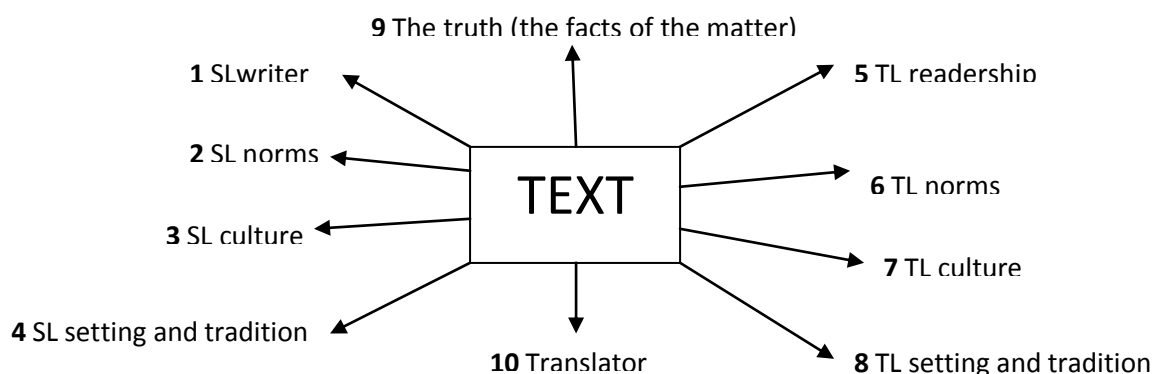 9 The truth (the facts of the matter)
1 SLwriter
5 TL readership
2 SL norms
TEXT
6 TL norms
3 SL culture
7 TL culture
4 SL setting and tradition
10 Translator
8 TL setting and tradition